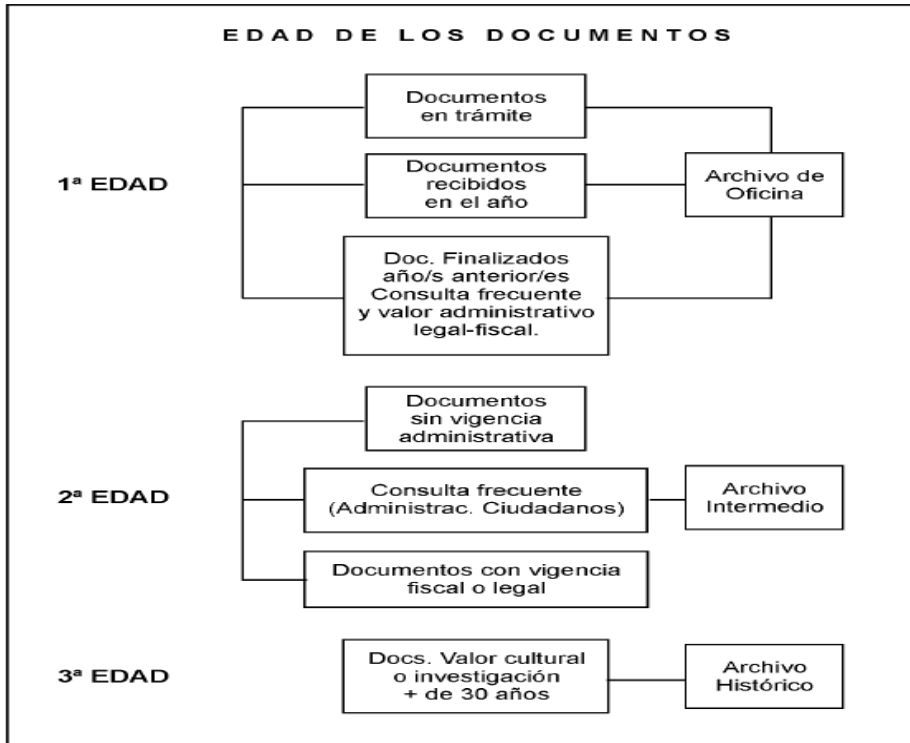 EDAD DE LOS DOCUMENTOS
1ª EDAD
Documentos
en trámite
Documentos
recibidos
en el año
Doc. Finalizados
año/s anterior/es
Consulta frecuente
y valor administrativo
legal-fiscal.
Archivo de
Oficina
2ª EDAD
Documentos
sin vigencia
administrativa
Consulta frecuente
(Administrac. Ciudadanos)
Documentos con vigencia
fiscal o legal
Archivo
Intermedio
3ª EDAD
Docs. Valor cultural
o investigación
+ de 30 años
Archivo
Histórico